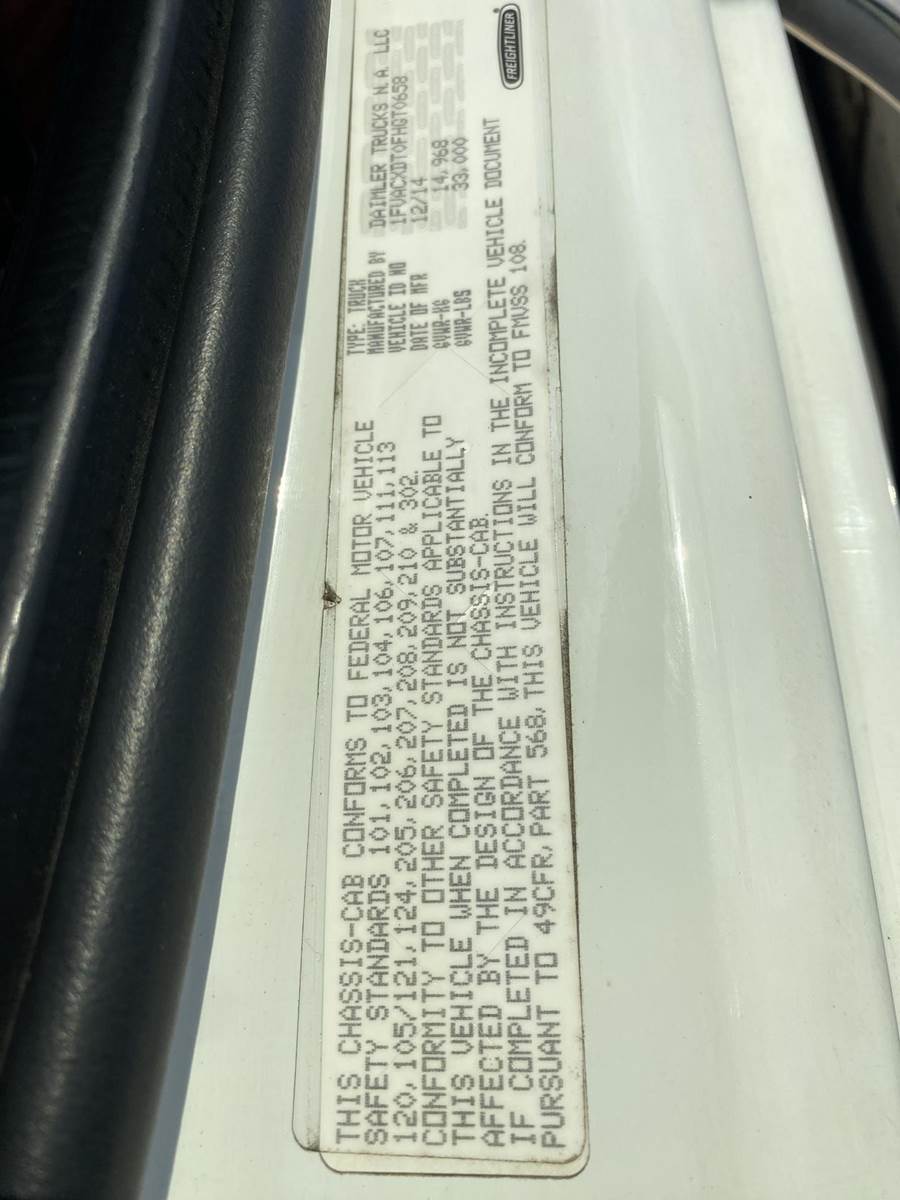 THIS CHASSIS-CAB CONFORMS TO FEDERAL MOTOR VEHICLE
SAFETY STANDARDS 101,102,103,104,106,107,111,113
120,105/121,124,205,206,207,208,209,210 & 302.
CONFORMITY TO OTHER SAFETY STANDARDS APPLICABLE TO
THIS VEHICLE WHEN COMPLETED IS NOT SUBSTANTIALLY
AFFECTED BY THE DESIGN OF THE CHASSIS-CAB.
IF COMPLETED IN ACCORDANCE WITH INSTRUCTIONS IN THE INCOMPLETE VEHICLE DOCUMENT
PURSUANT TO 49CFR,PART 568,THIS VEHICLE WILL CONFORM TO FMVSS 108.
TYPE: TRUCK
MANUFACTURED BY DAIMLER TRUCKS N.A. LLC
VEHICLE ID NO 1FVACXDT0FHGT0658
DATE OF MFR 12/14
GVWR-KG 14,968
GVWR-LBS 33,000
FREIGHTLINER